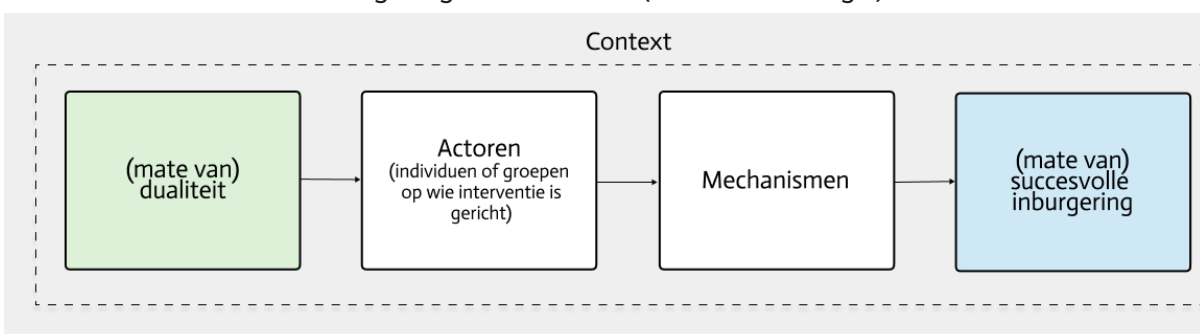 Context
(mate van)
dualiteit
Actoren
(individuen of groepen
op wie interventie is
gericht)
Mechanismen
(mate van)
succesvolle
inburgering